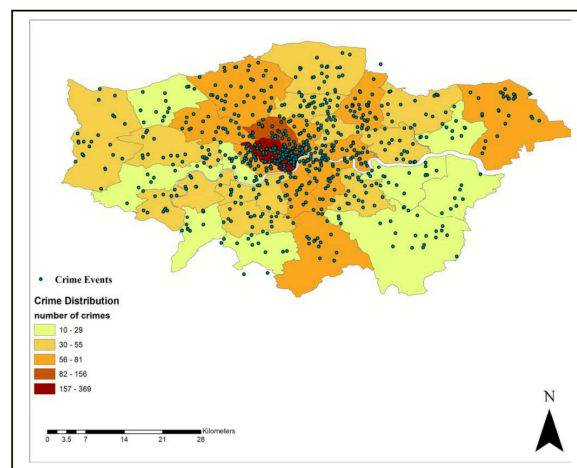 Crime Events
Crime Distribution
number of crimes
10 - 29
30 - 55
56 - 81
82 - 156
157 - 369
N
Kilometers
0 3.5 7 14 21 28